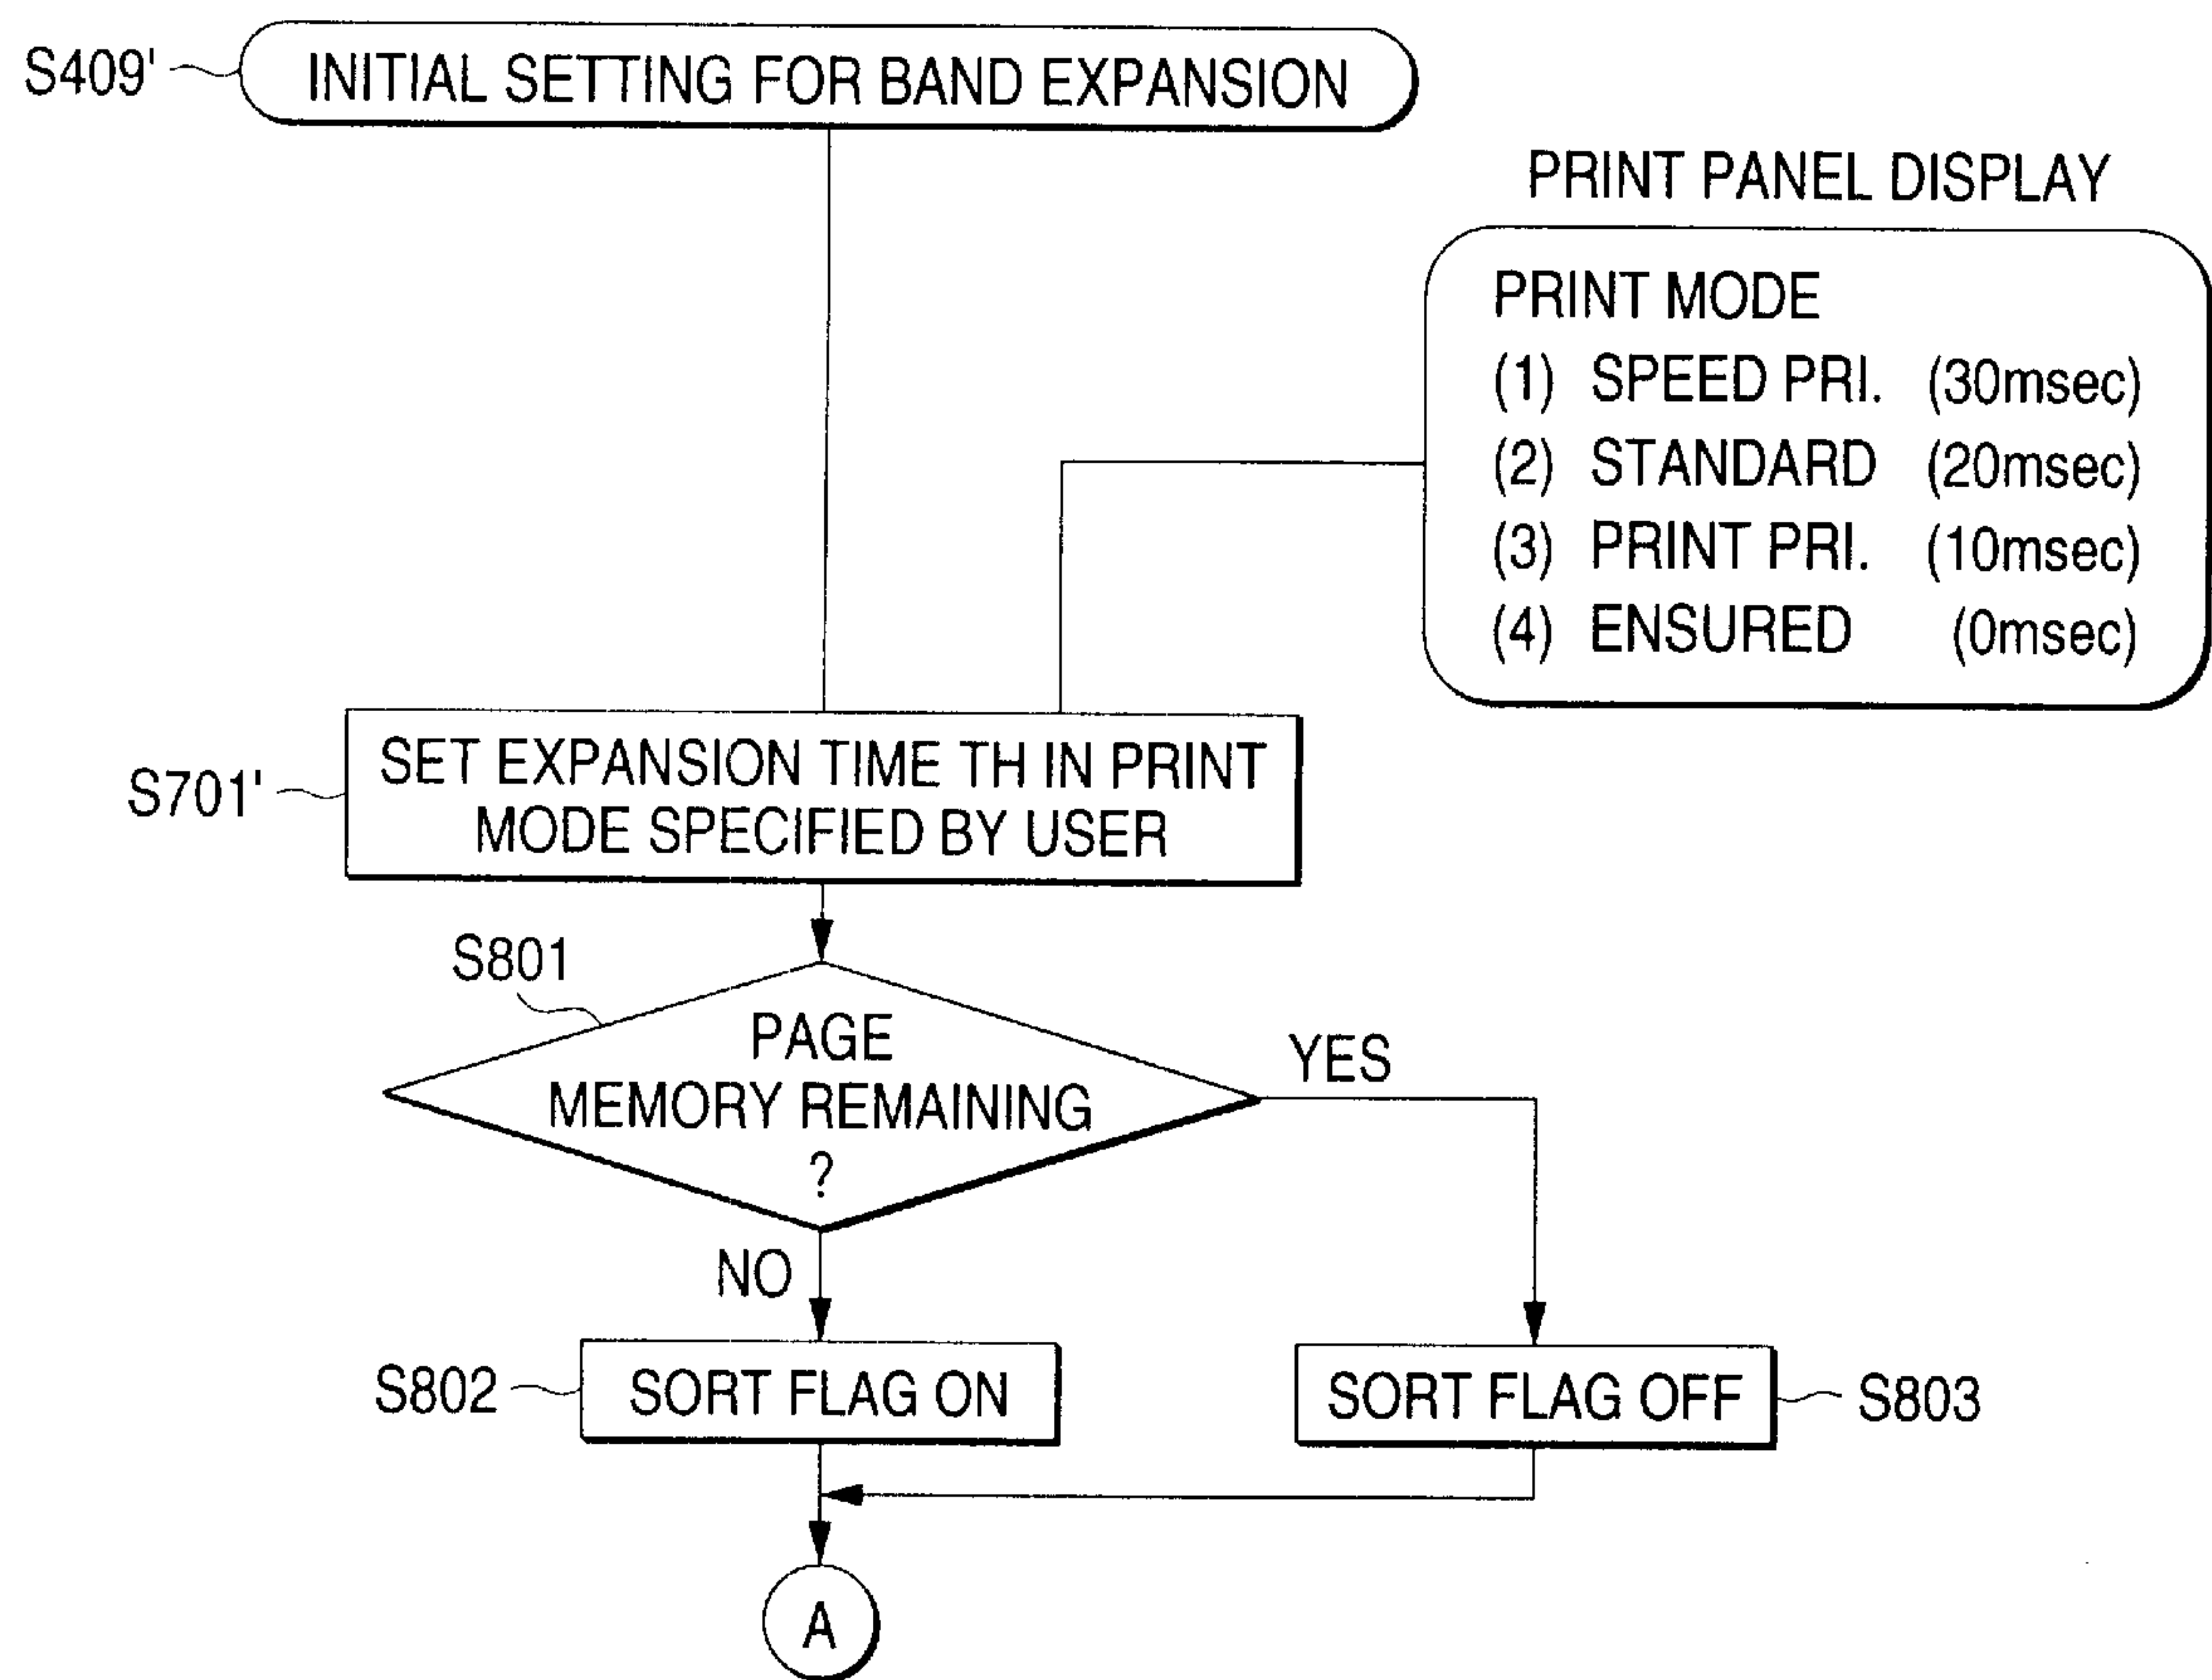 S409'
INITIAL SETTING FOR BAND EXPANSION
PRINT PANEL DISPLAY
PRINT MODE
(1) SPEED PRI. (30msec)
(2) STANDARD (20msec)
(3) PRINT PRI. (10msec)
(4) ENSURED (0msec)
S701'
SET EXPANSION TIME TH IN PRINT
MODE SPECIFIED BY USER
S801
PAGE
MEMORY REMAINING
?
YES
NO
S802
SORT FLAG ON
SORT FLAG OFF
S803
A